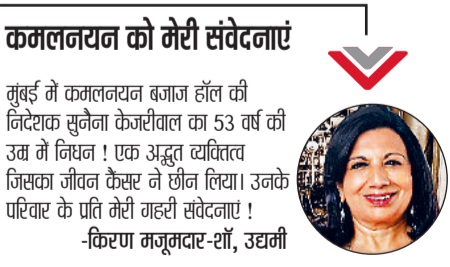 कमलनयन को मेरी संवेदनाएं
मुंबई में कमलनयन बजाज हॉल की
निदेशक सुनैना केजरीवाल का 53 वर्ष की
उम्र में निधन ! एक अद्भुत व्यक्तित्व
जिसका जीवन कैंसर ने छीन लिया। उनके
परिवार के प्रति मेरी गहरी संवेदनाएं !
-किरण मजूमदार-शॉ, उद्यमी